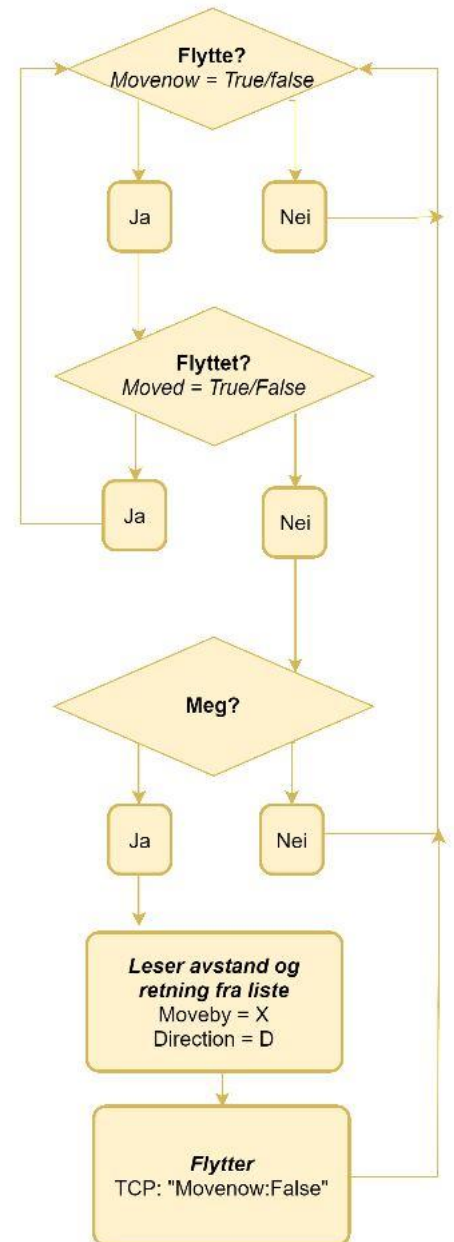 Flytte?
Movenow = True/false
Ja
Nei
Flyttet?
Moved = True/False
Ja
Nei
Meg?
Ja
Nei
Leser avstand og
retning fra liste
Moveby = X
Direction = D
Flytter
TCP: "Movenow:False"